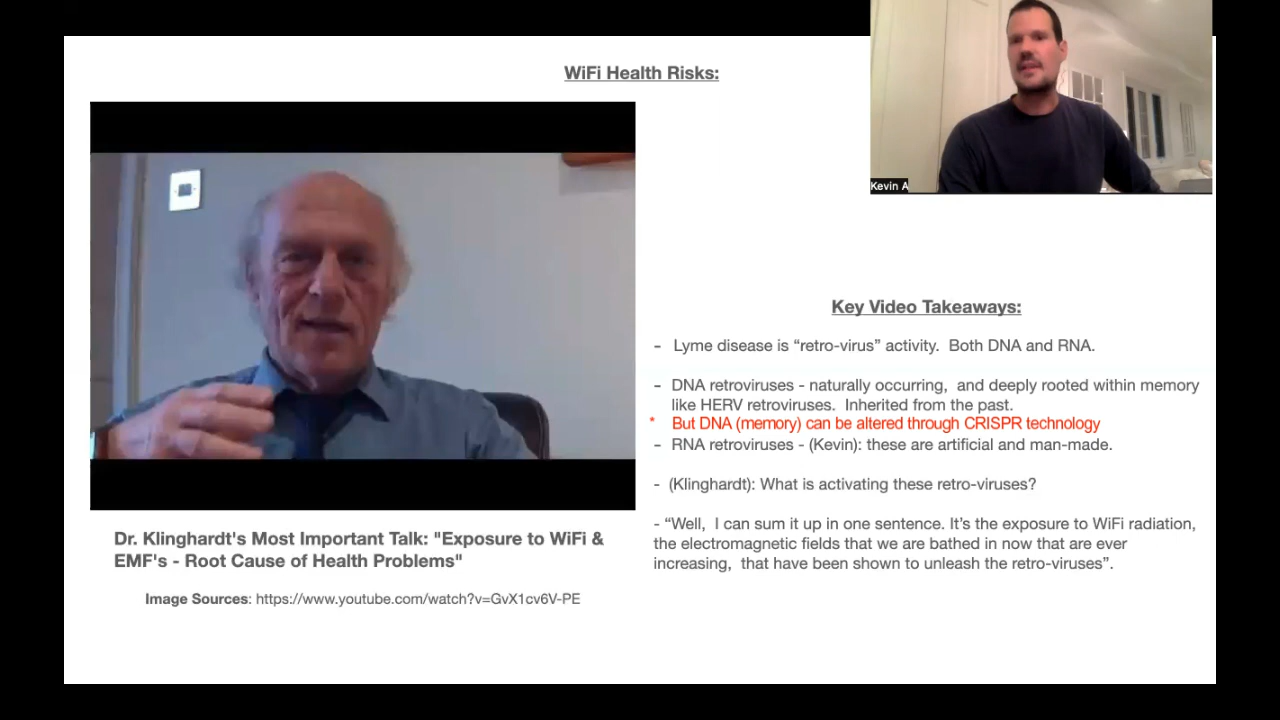 WiFi Health Risks:
Kevin A
Key Video Takeaways:
- Lyme disease is “retro-virus” activity. Both DNA and RNA.
- DNA retroviruses - naturally occurring, and deeply rooted within memory
like HERV retroviruses. Inherited from the past.
* But DNA (memory) can be altered through CRISPR technology
- RNA retroviruses - (Kevin): these are artificial and man-made.
- (Klinghardt): What is activating these retro-viruses?
- “Well, I can sum it up in one sentence. It’s the exposure to WiFi radiation,
the electromagnetic fields that we are bathed in now that are ever
increasing, that have been shown to unleash the retro-viruses”.
Dr. Klinghardt's Most Important Talk: "Exposure to WiFi &
EMF's - Root Cause of Health Problems"
Image Sources: https://www.youtube.com/watch?v=GvX1cv6V-PE